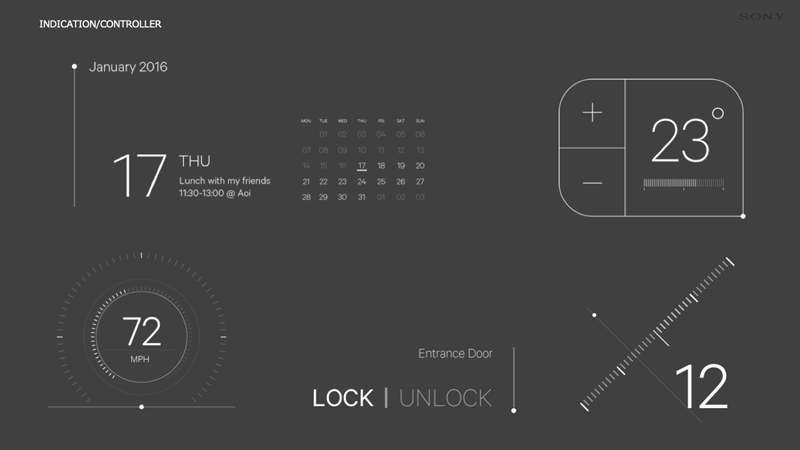 INDICATION/CONTROLLER
SONY
January 2016
17
THU
Lunch with my friends
11:30-13:00 @ Aoi
MON TUE WED THU FRI SAT SUN
01 02 03 04 05 06
07 08 09 10 11 12 13
14 15 16 17 18 19 20
21 22 23 24 25 26 27
28 29 30 31 01 02 03
+
23°
−
72
MPH
Entrance Door
LOCK | UNLOCK
12